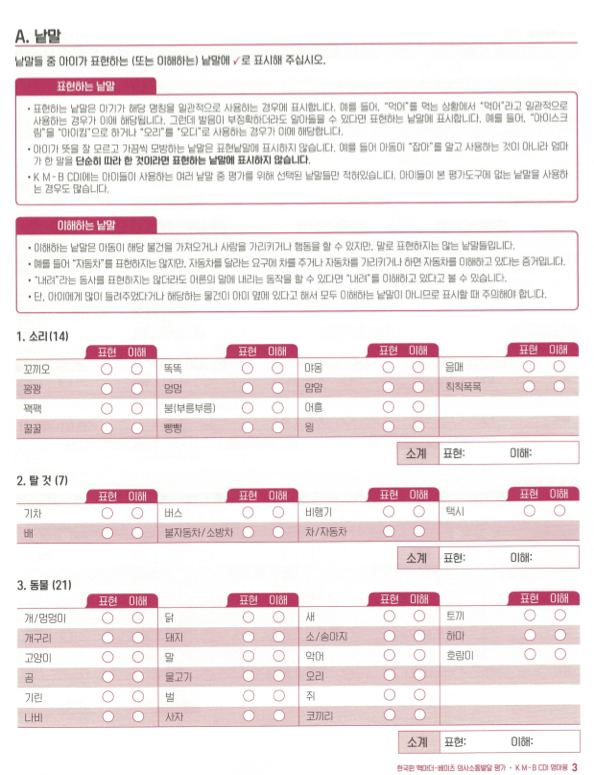 A. 낱말
낱말들 중 아이가 표현하는 (또는 이해하는) 낱말에 ✓로 표시해 주십시오.
표현하는 낱말
• 표현하는 낱말은 아기가 해당 명칭을 일관적으로 사용하는 경우에 표시합니다. 예를 들어, "먹어"를 먹는 상황에서 "먹어"라고 일관적으로
사용하는 경우가 이에 해당됩니다. 그런데 발음이 부정확하더라도 알아들을 수 있다면 표현하는 낱말에 표시합니다. 예를 들어, "아이스크
림"을 "아이낌"으로 하거나 "오리"를 "오디"로 사용하는 경우가 이에 해당합니다.
• 아이가 뜻을 잘 모르고 가끔씩 모방하는 낱말은 표현낱말에 표시하지 않습니다. 예를 들어 아동이 "잡아"를 알고 사용하는 것이 아니라 엄마
가 한 말을 단순히 따라 한 것이라면 표현하는 낱말에 표시하지 않습니다.
• K M - B CDI에는 아이들이 사용하는 여러 낱말 중 평가를 위해 선택된 낱말들만 적혀있습니다. 아이들이 본 평가도구에 없는 낱말을 사용하
는 경우도 많습니다.
이해하는 낱말
• 이해하는 낱말은 아동이 해당 물건을 가져오거나 사람을 가리키거나 행동을 할 수 있지만, 말로 표현하지는 않는 낱말들입니다.
• 예를 들어 "자동차"를 표현하지는 않지만, 자동차를 달라는 요구에 차를 주거나 자동차를 가리키거나 하면 자동차를 이해하고 있다는 증거입니다.
• "내려"라는 동사를 표현하지는 않더라도 어른의 말에 내리는 동작을 할 수 있다면 "내려"를 이해하고 있다고 볼 수 있습니다.
• 단, 아이에게 많이 들려주었다거나 해당하는 물건이 아이 옆에 있다고 해서 모두 이해하는 낱말이 아니므로 표시할 때 주의해야 합니다.
1. 소리(14)
표현 이해 표현 이해 표현 이해 표현 이해
꼬끼오 똑똑 야옹 음매
꽝꽝 멍멍 얌얌 칙칙폭폭
짹짹 붕(부릉부릉) 어흥
꿀꿀 빵빵 윙
소계 표현: 이해:
2. 탈 것 (7)
표현 이해 표현 이해 표현 이해 표현 이해
기차 버스 비행기 택시
배 불자동차/소방차 차/자동차
소계 표현: 이해:
3. 동물 (21)
표현 이해 표현 이해 표현 이해 표현 이해
개/멍멍이 닭 새 토끼
개구리 돼지 소/송아지 하마
고양이 말 악어 호랑이
곰 물고기 오리
기린 벌 쥐
나비 사자 코끼리
소계 표현: 이해:
한국판 맥아더-베이츠 의사소통발달 평가 - K M - B CDI 영아용 3